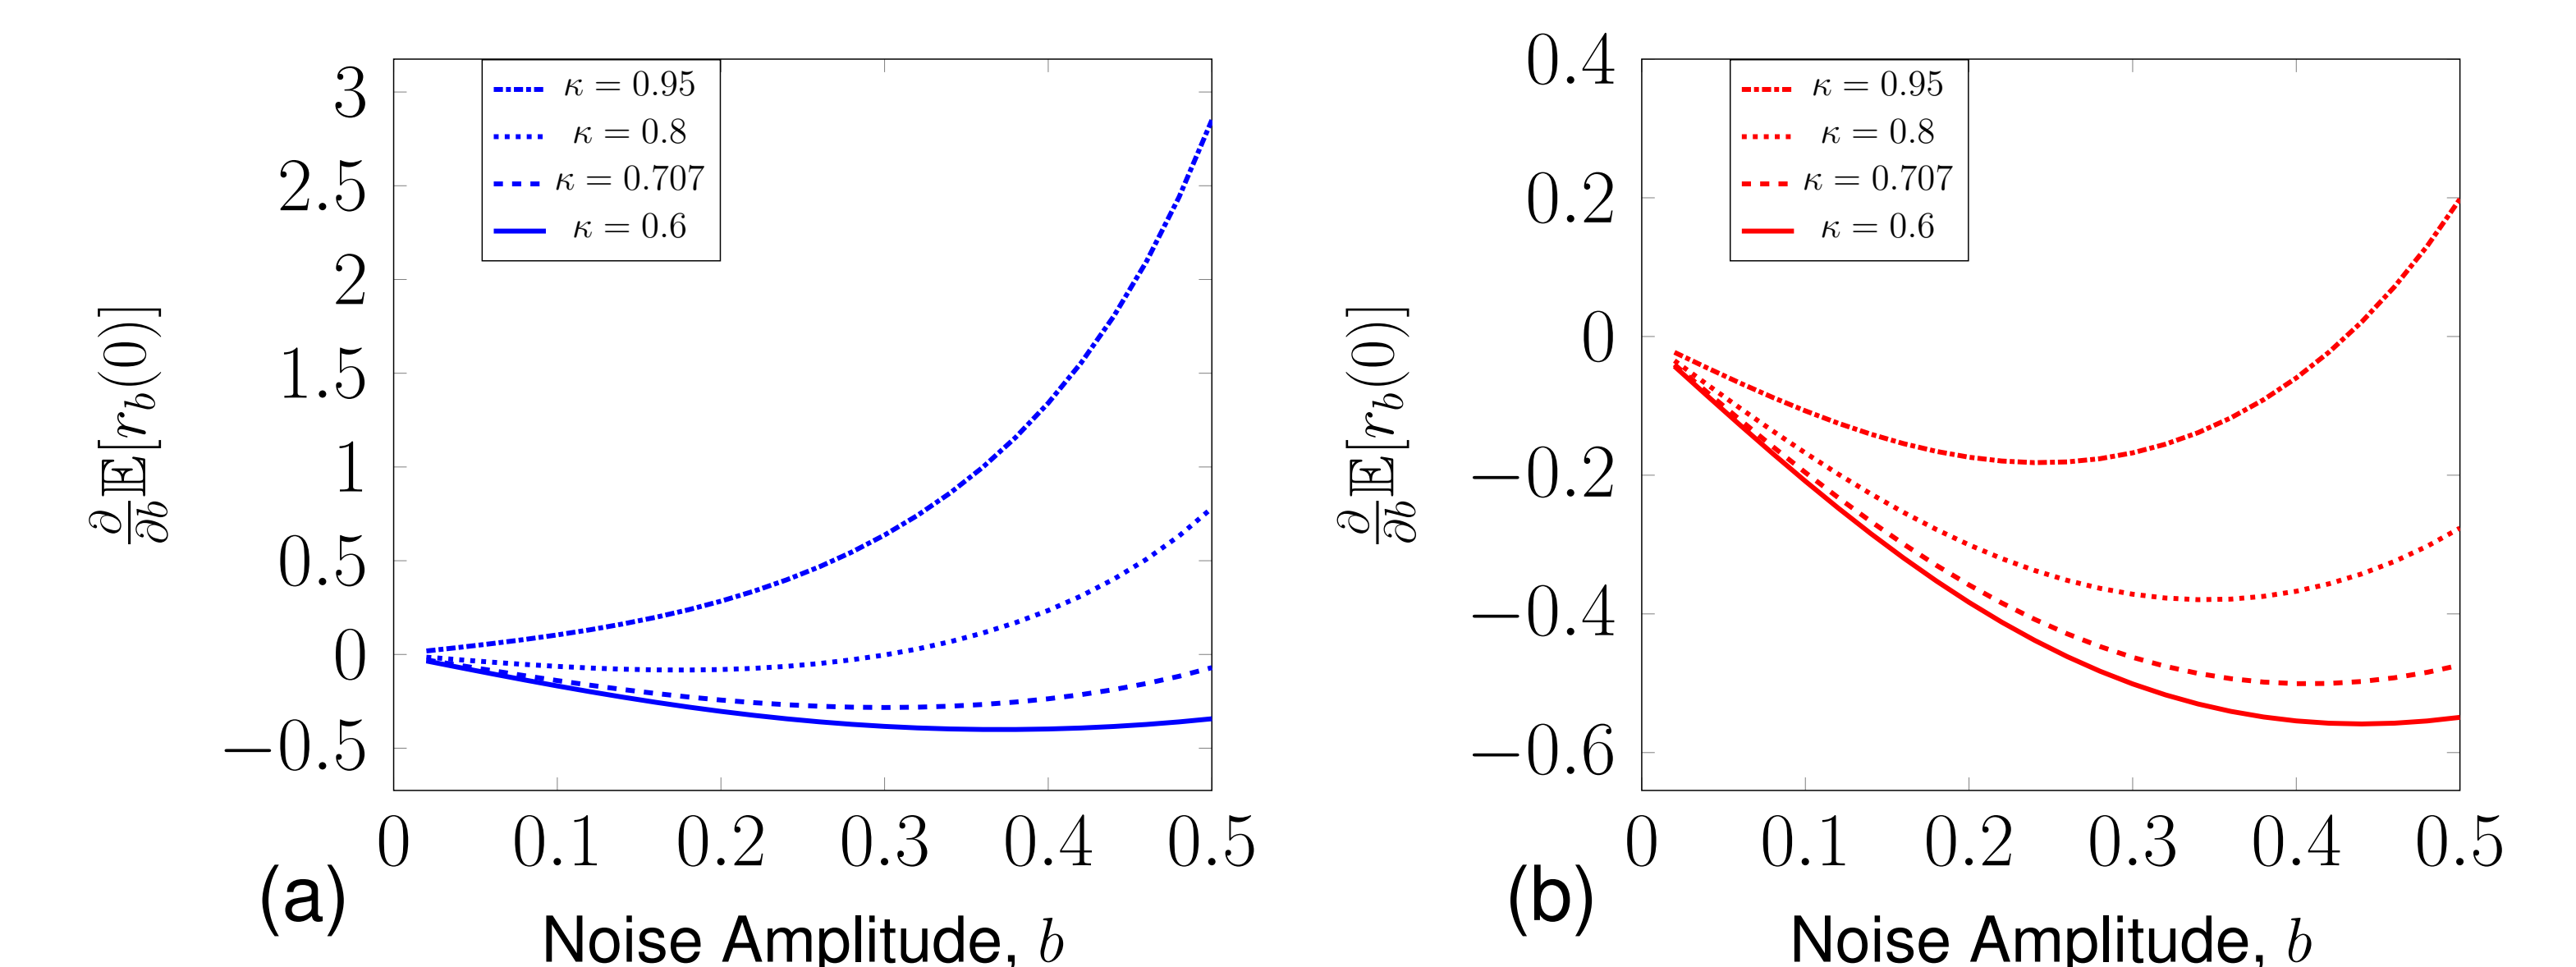 3
2.5
2
1.5
1
0.5
0
−0.5
∂/∂b 𝔼[r_b(0)]
κ = 0.95
κ = 0.8
κ = 0.707
κ = 0.6
0 0.1 0.2 0.3 0.4 0.5
(a)
Noise Amplitude, b
0.4
0.2
0
−0.2
−0.4
−0.6
∂/∂b 𝔼[r_b(0)]
κ = 0.95
κ = 0.8
κ = 0.707
κ = 0.6
0 0.1 0.2 0.3 0.4 0.5
(b)
Noise Amplitude, b